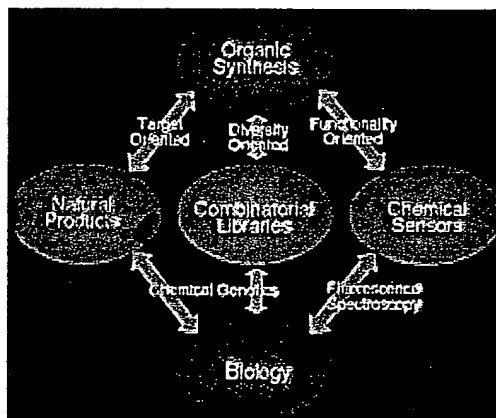 Organic
Synthesis
Target
Oriented
Diversity
Oriented
Functionality
Oriented
Natural
Products
Combinatorial
Libraries
Chemical
Sensors
Chemical Genetics
Fluorescence
Spectroscopy
Biology